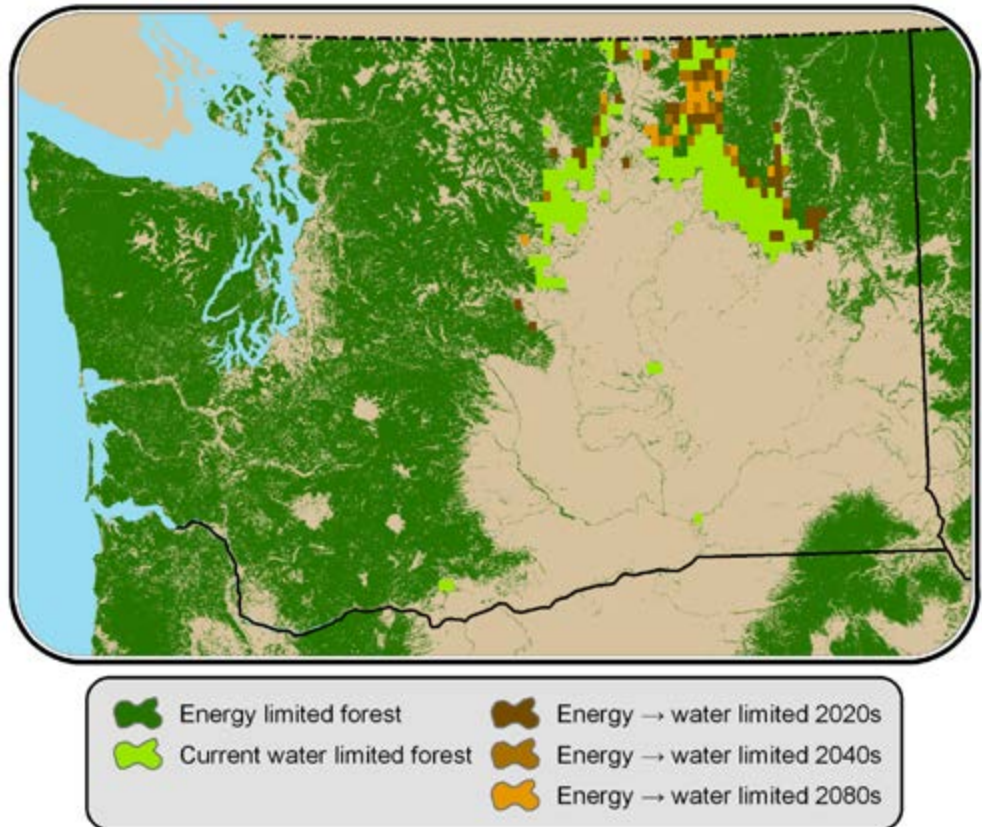 Energy limited forest
Current water limited forest
Energy → water limited 2020s
Energy → water limited 2040s
Energy → water limited 2080s